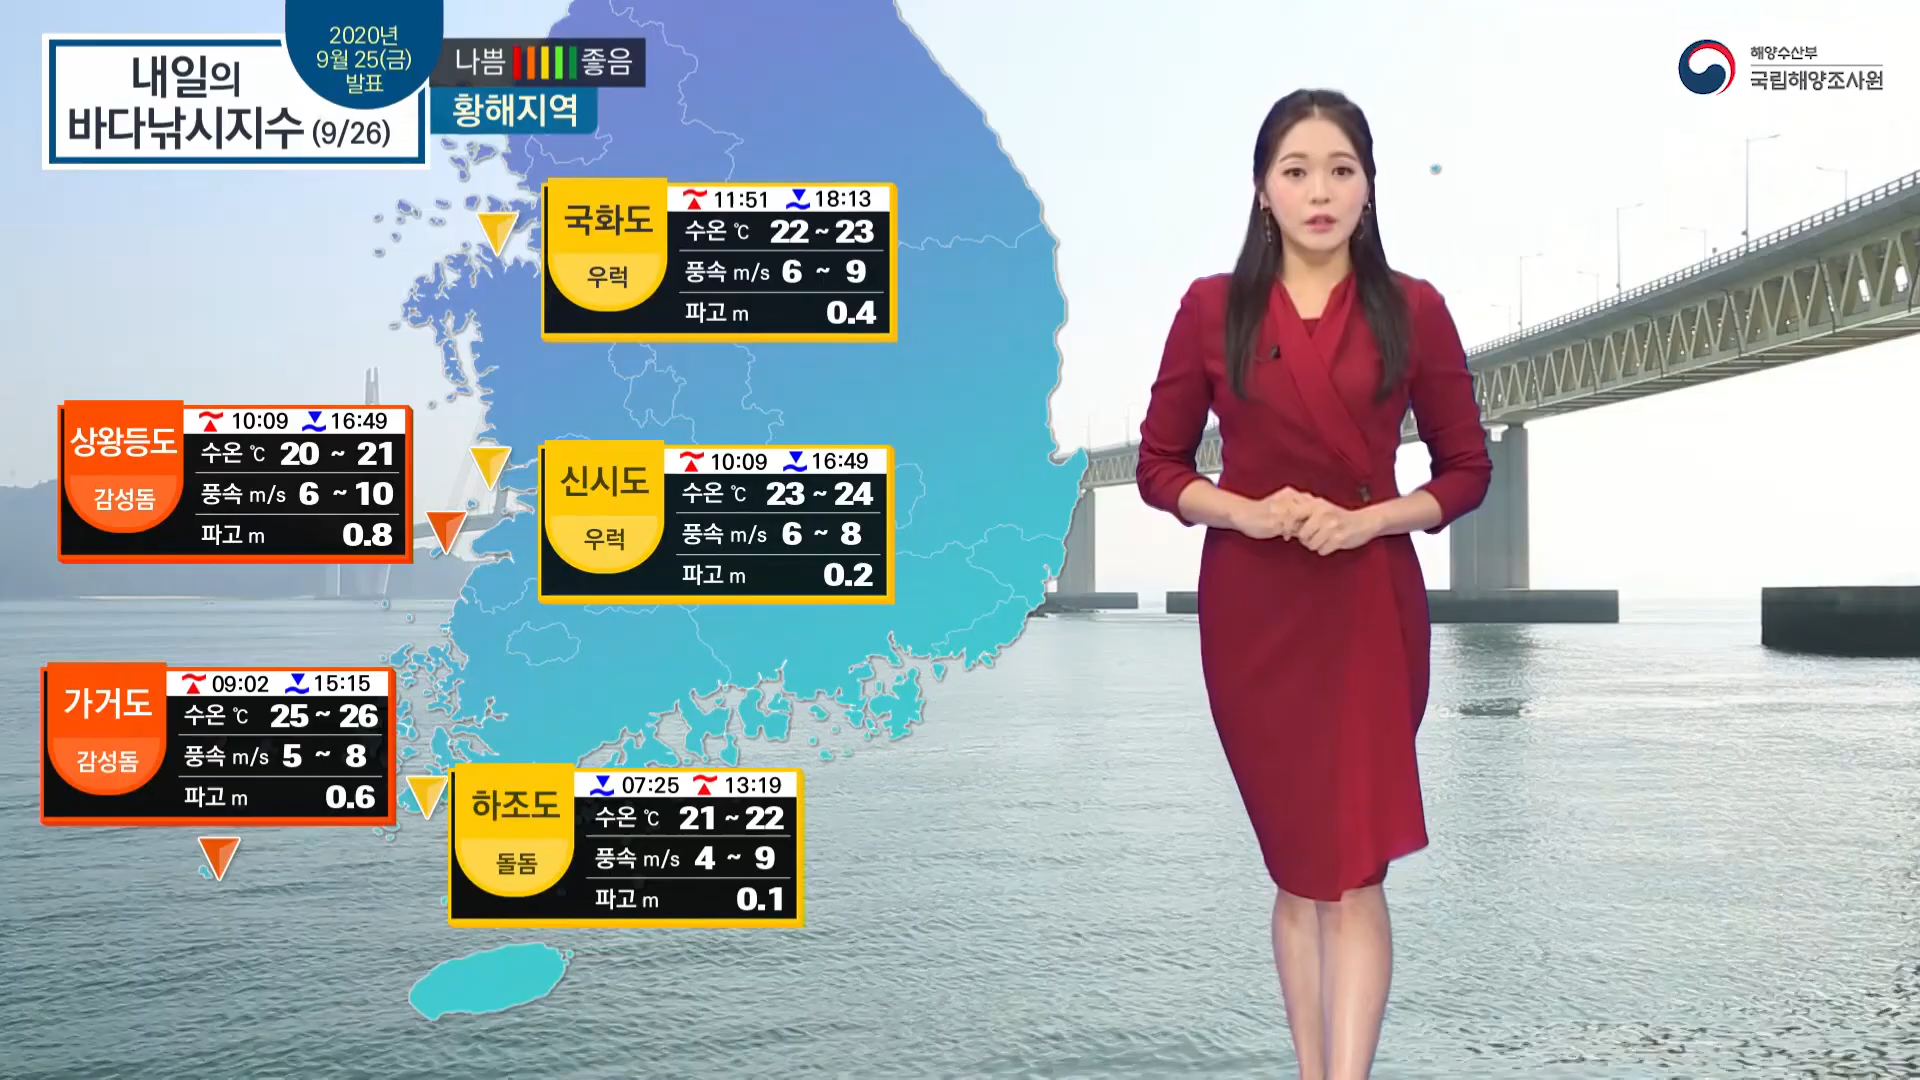 2020년
9월 25(금)
발표
내일의
바다낚시지수 (9/26)
나쁨 좋음
황해지역
해양수산부
국립해양조사원
국화도
우럭
11:51 18:13
수온 ℃ 22 ~ 23
풍속 m/s 6 ~ 9
파고 m 0.4
상왕등도
감성돔
10:09 16:49
수온 ℃ 20 ~ 21
풍속 m/s 6 ~ 10
파고 m 0.8
신시도
우럭
10:09 16:49
수온 ℃ 23 ~ 24
풍속 m/s 6 ~ 8
파고 m 0.2
가거도
감성돔
09:02 15:15
수온 ℃ 25 ~ 26
풍속 m/s 5 ~ 8
파고 m 0.6
하조도
돌돔
07:25 13:19
수온 ℃ 21 ~ 22
풍속 m/s 4 ~ 9
파고 m 0.1